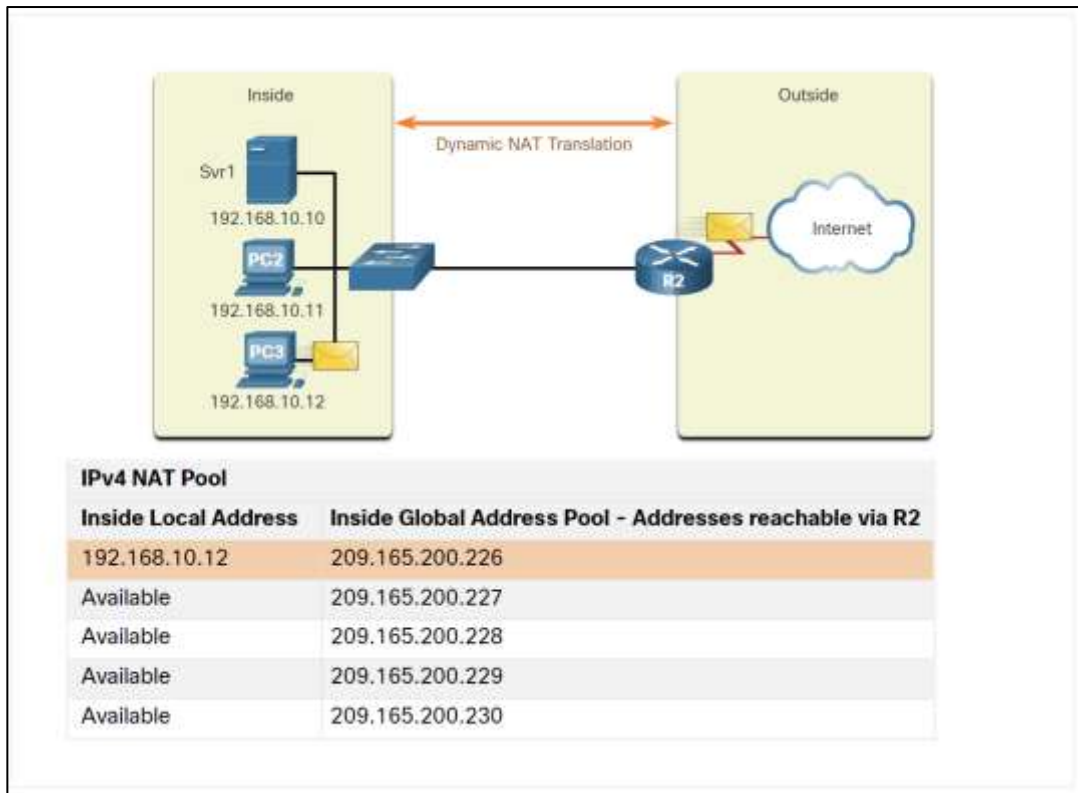 Inside
Outside
Dynamic NAT Translation
Svr1
192.168.10.10
Internet
PC2
R2
192.168.10.11
PC3
192.168.10.12
IPv4 NAT Pool
Inside Local Address Inside Global Address Pool - Addresses reachable via R2
192.168.10.12 209.165.200.226
Available 209.165.200.227
Available 209.165.200.228
Available 209.165.200.229
Available 209.165.200.230